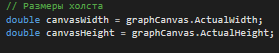 // Размеры холста
double canvasWidth = graphCanvas.ActualWidth;
double canvasHeight = graphCanvas.ActualHeight;